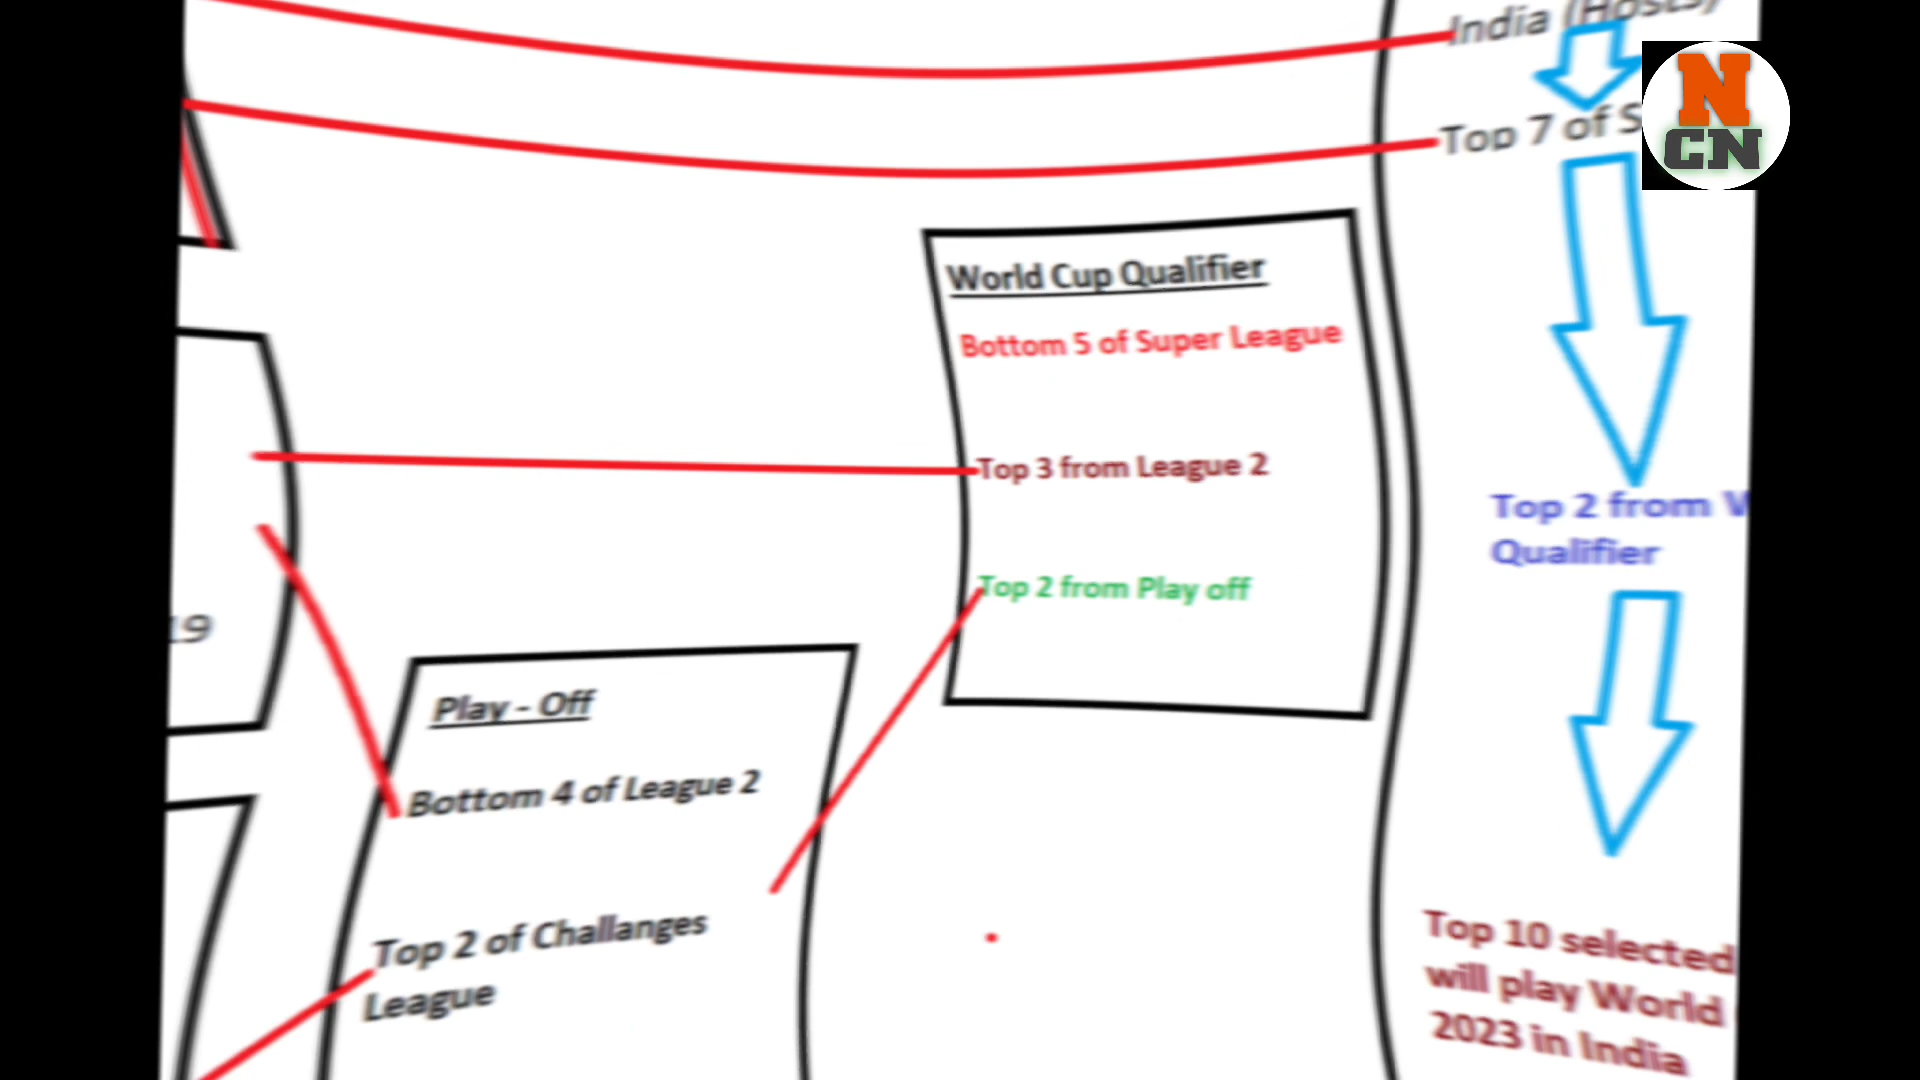 India (Hosts)
Top 7 of S
N
CN
World Cup Qualifier
Bottom 5 of Super League
Top 3 from League 2
Top 2 from W
Qualifier
Top 2 from Play off
19
Play - Off
Bottom 4 of League 2
Top 2 of Challanges
League
Top 10 selected
will play World
2023 in India